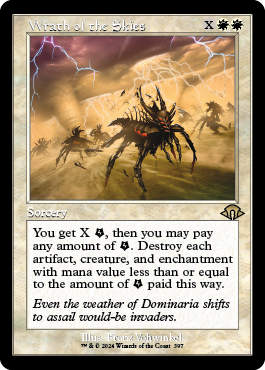 Wrath of the Skies X
Sorcery
You get X , then you may
pay any amount of . Destroy each
artifact, creature, and enchantment
with mana value less than or equal
to the amount of paid this way.
Even the weather of Dominaria shifts
to assail would-be invaders.
Illus. Franz Vohwinkel
™ & © 2024 Wizards of the Coast 397